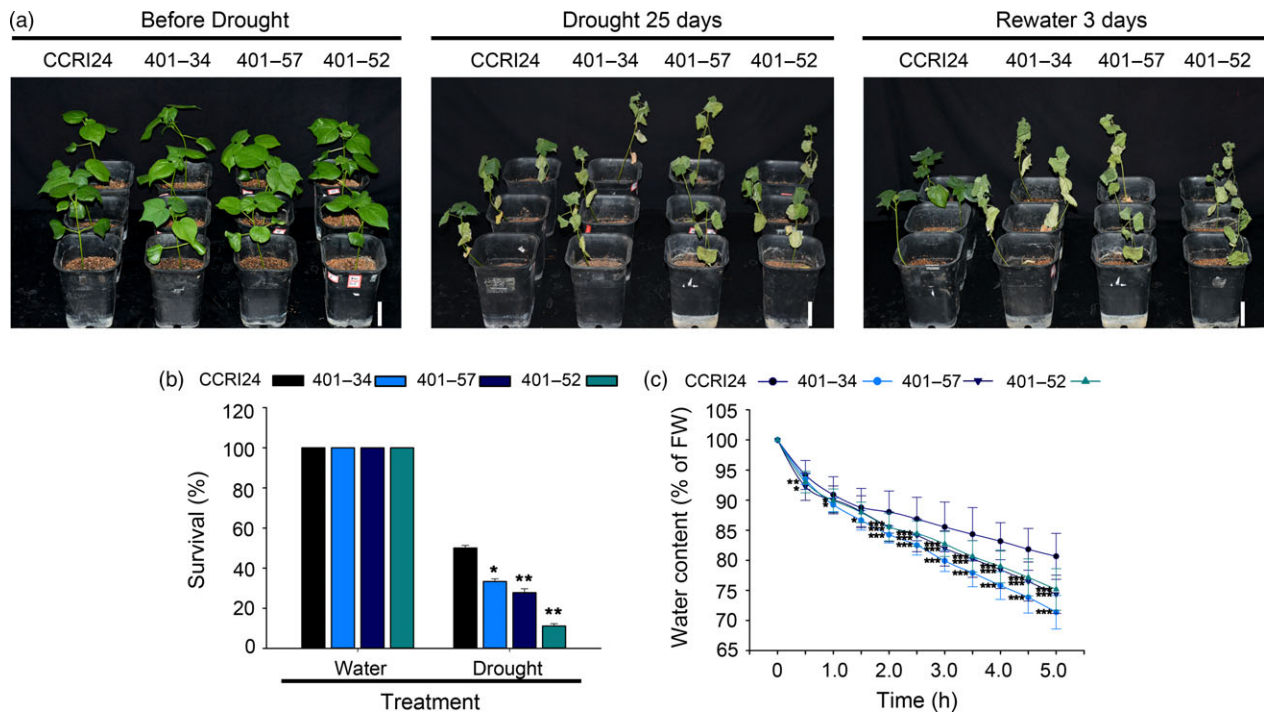 (a) Before Drought Drought 25 days Rewater 3 days
CCRI24 401–34 401–57 401–52 CCRI24 401–34 401–57 401–52 CCRI24 401–34 401–57 401–52
(b) CCRI24 401–34 401–57 401–52
120
100
80
60
40
20
0
Survival (%)
* ** **
Water Drought
Treatment
(c) CCRI24 401–34 401–57 401–52
105
100
95
90
85
80
75
70
65
Water content (% of FW)
0 1.0 2.0 3.0 4.0 5.0
Time (h)